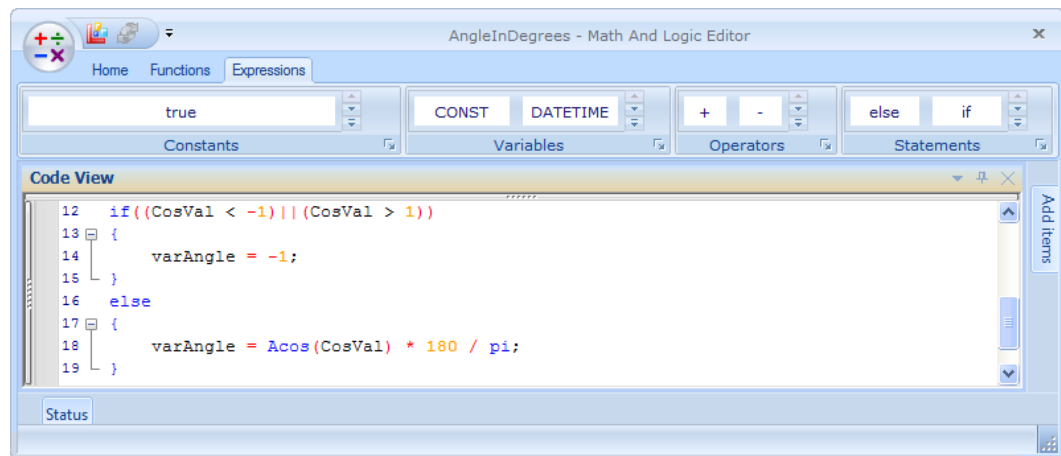 AngleInDegrees - Math And Logic Editor
Home Functions Expressions
true CONST DATETIME + - else if
Constants Variables Operators Statements
Code View
Add items
12 if((CosVal < -1)||(CosVal > 1))
13 {
14 varAngle = -1;
15 }
16 else
17 {
18 varAngle = Acos(CosVal) * 180 / pi;
19 }
Status